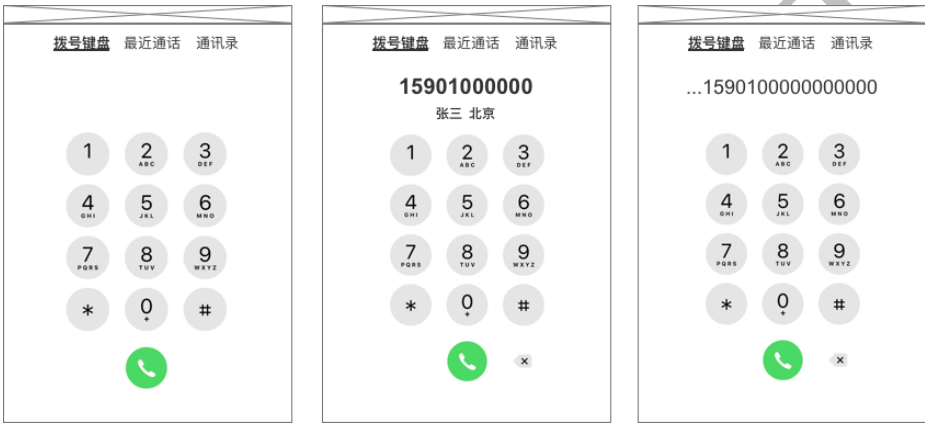 拨号键盘 最近通话 通讯录
1 2 3
ABC DEF
4 5 6
GHI JKL MNO
7 8 9
PQRS TUV WXYZ
* 0 #
+
拨号键盘 最近通话 通讯录
15901000000
张三 北京
1 2 3
ABC DEF
4 5 6
GHI JKL MNO
7 8 9
PQRS TUV WXYZ
* 0 #
+
拨号键盘 最近通话 通讯录
...1590100000000000
1 2 3
ABC DEF
4 5 6
GHI JKL MNO
7 8 9
PQRS TUV WXYZ
* 0 #
+